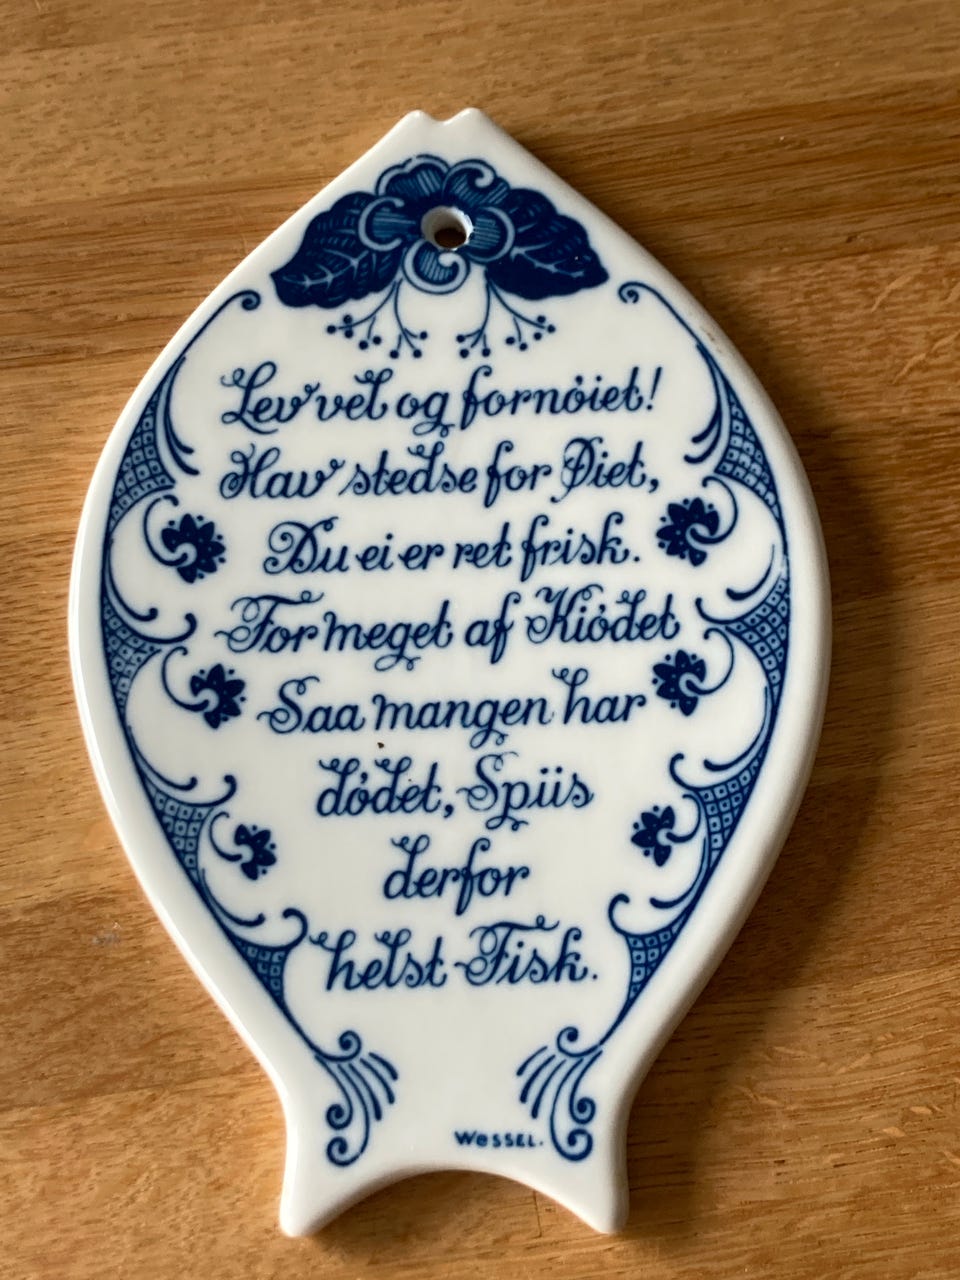 Lev vel og fornøiet!
Hav stedse for Øiet,
Du ei er ret frisk.
For meget af Kiødet
Saa mangen har
dødet, Spiis
derfor
helst Fisk.
WESSEL.